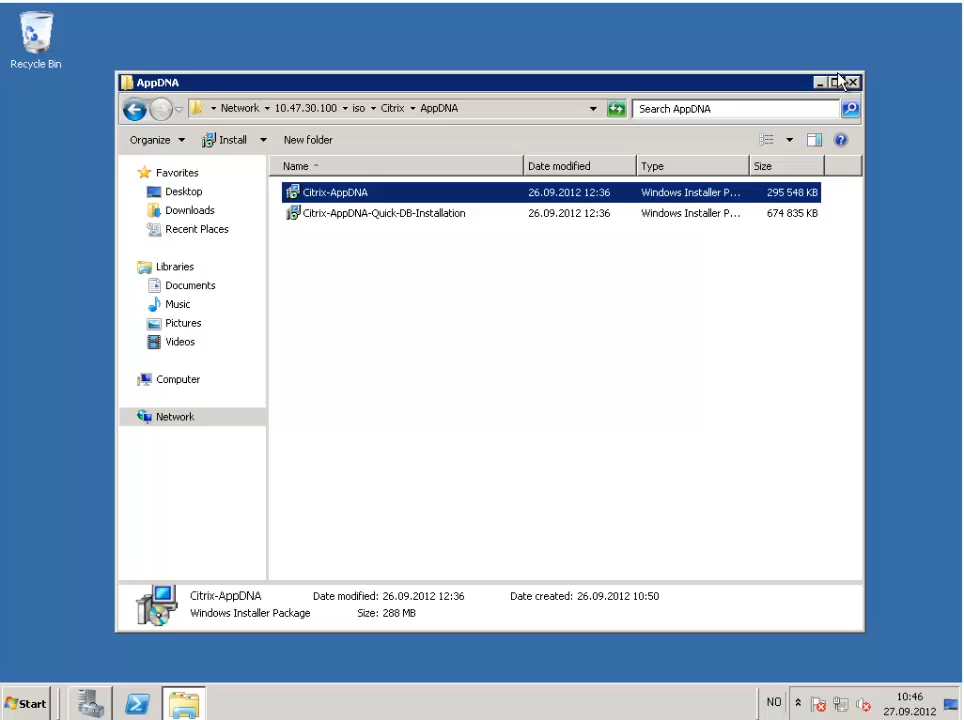 Recycle Bin
AppDNA
Network 10.47.30.100 iso Citrix AppDNA
Search AppDNA
Organize Install New folder
Name Date modified Type Size
Citrix-AppDNA 26.09.2012 12:36 Windows Installer P... 295 548 KB
Citrix-AppDNA-Quick-DB-Installation 26.09.2012 12:36 Windows Installer P... 674 835 KB
Favorites
Desktop
Downloads
Recent Places
Libraries
Documents
Music
Pictures
Videos
Computer
Network
Citrix-AppDNA Date modified: 26.09.2012 12:36 Date created: 26.09.2012 10:50
Windows Installer Package Size: 288 MB
Start
NO
10:46
27.09.2012